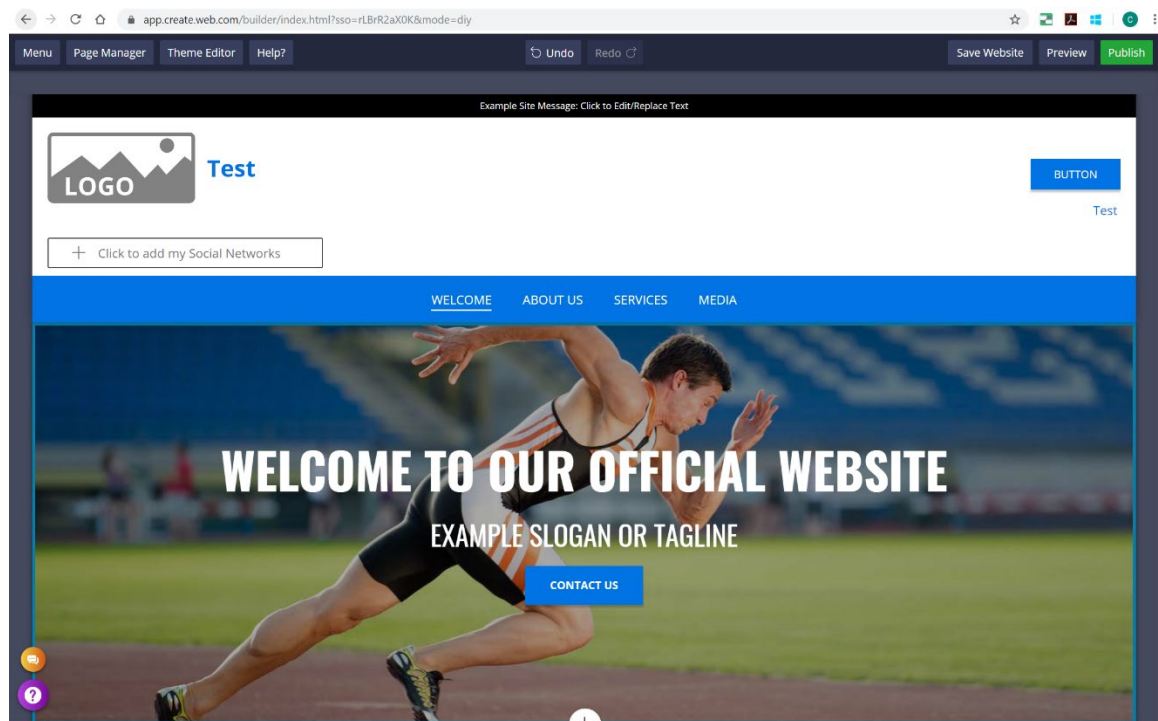 app.create.web.com/builder/index.html?sso=rLBrR2aX0K&mode=diy
C
Menu Page Manager Theme Editor Help? Undo Redo Save Website Preview Publish
Example Site Message: Click to Edit/Replace Text
LOGO
Test
BUTTON
Test
Click to add my Social Networks
WELCOME ABOUT US SERVICES MEDIA
WELCOME TO OUR OFFICIAL WEBSITE
EXAMPLE SLOGAN OR TAGLINE
CONTACT US
?